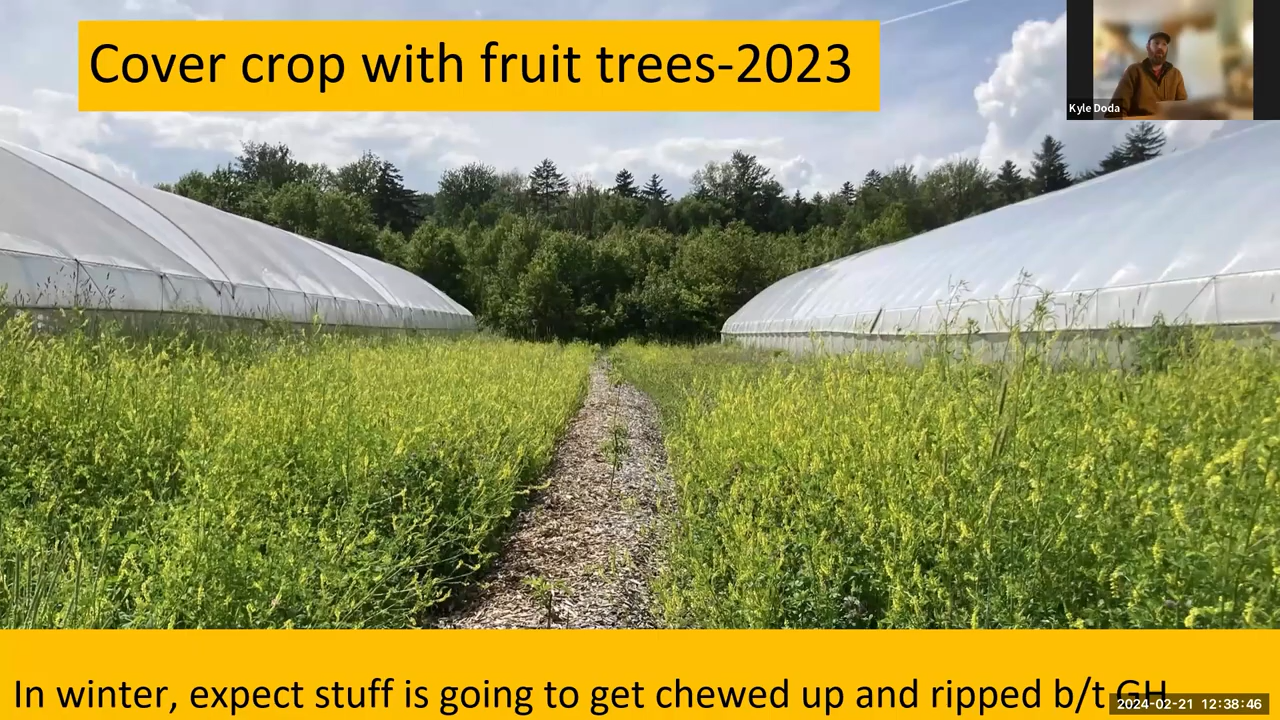 Cover crop with fruit trees-2023
Kyle Doda
In winter, expect stuff is going to get chewed up and ripped b/t GH
2024-02-21 12:38:46